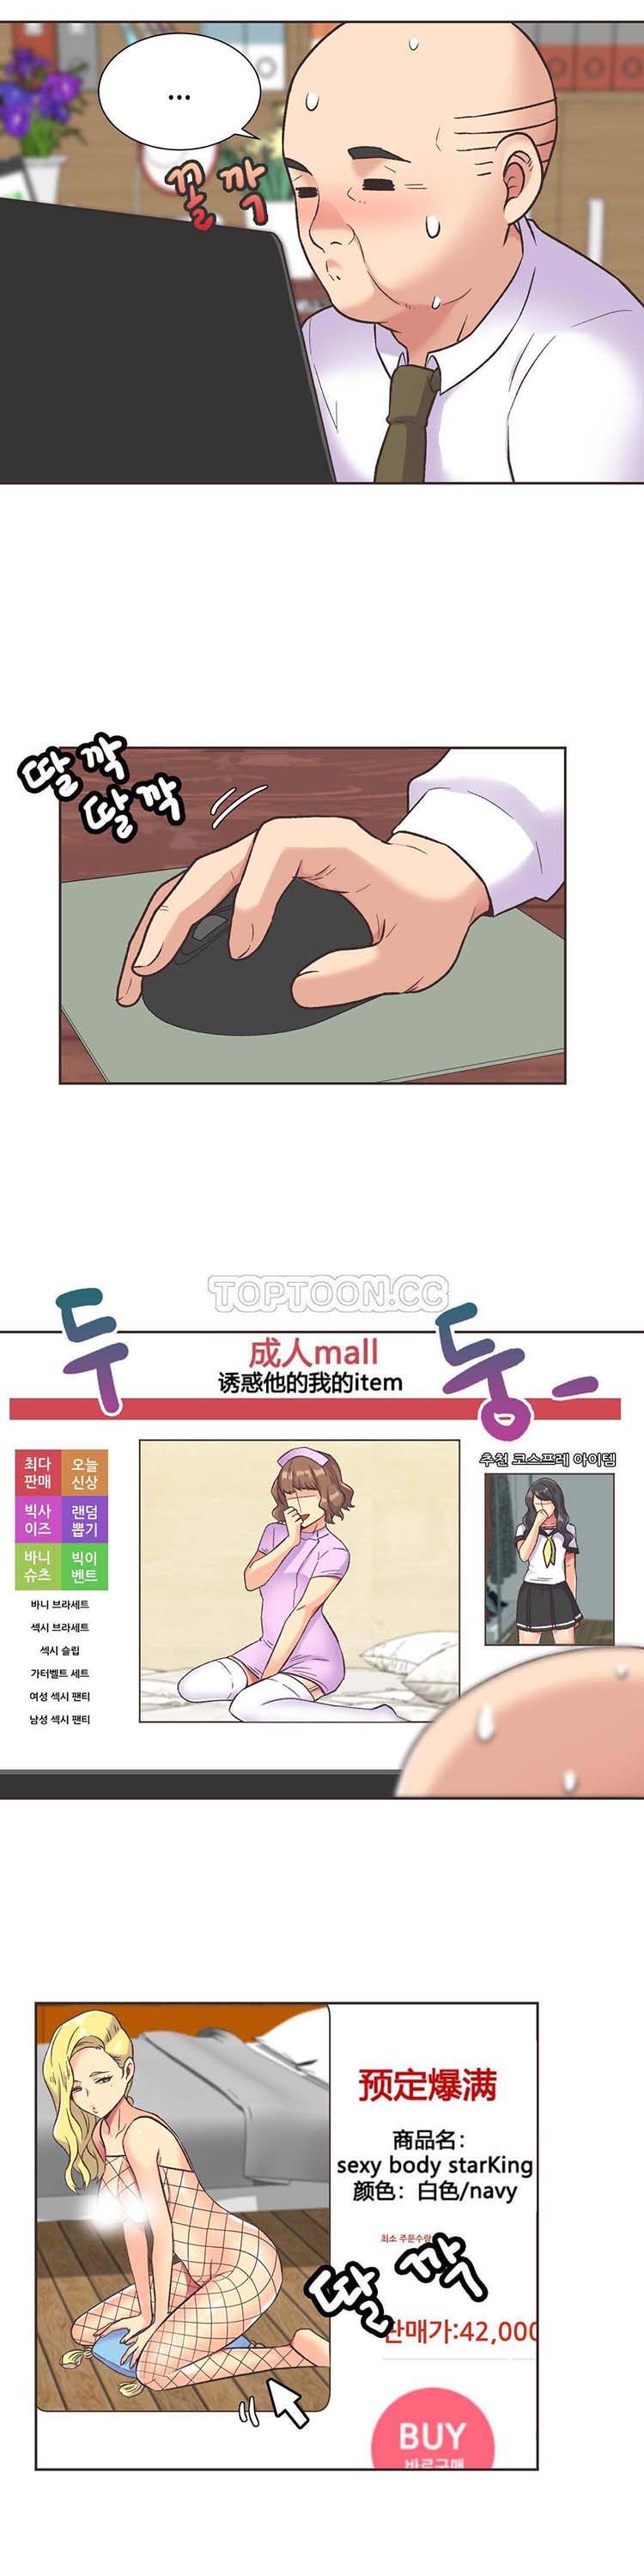 ...
꼴깍
딸깍
딸깍
TOPTOON.CC
두둥-
成人mall
诱惑他的我的item
최다
판매
오늘
신상
빅사
이즈
랜덤
뽑기
바니
슈츠
빅이
벤트
바니 브라세트
섹시 브라세트
섹시 슬립
가터벨트 세트
여성 섹시 팬티
남성 섹시 팬티
추천 코스프레 아이템
预定爆满
商品名：
sexy body starKing
颜色：白色/navy
최소 주문수량
딸깍
판매가:42,000
BUY
바로구매